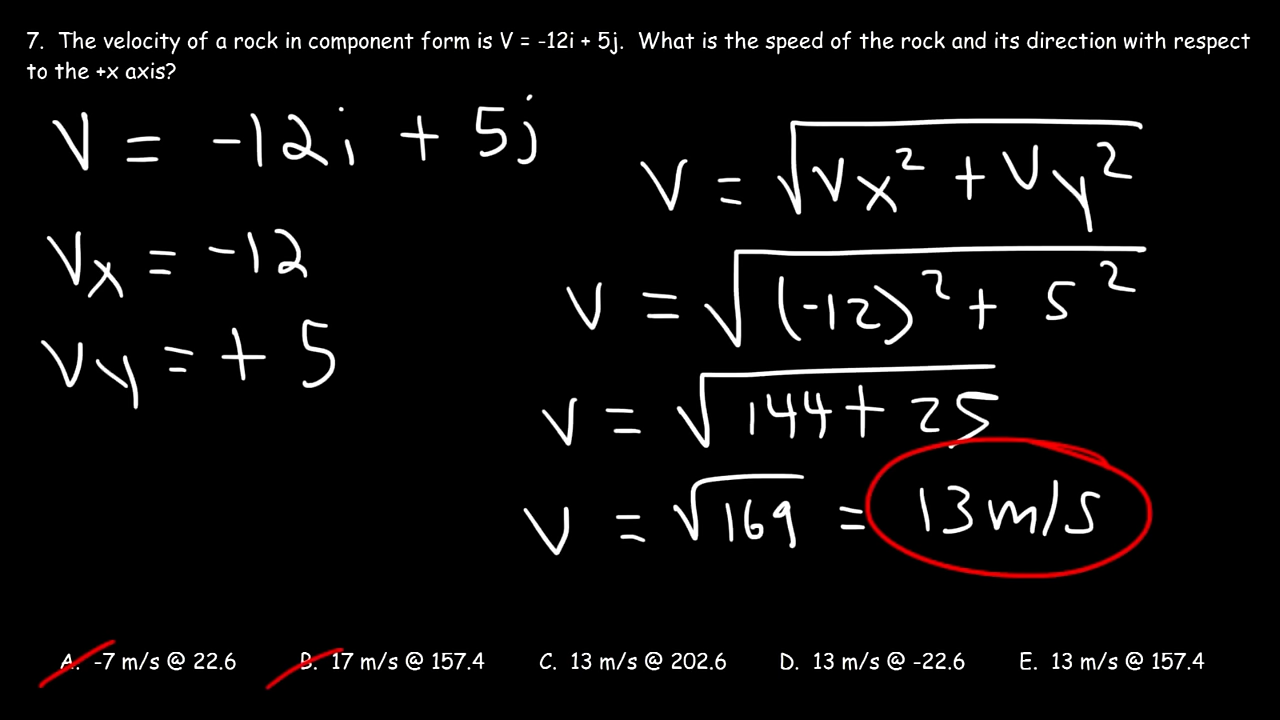 7. The velocity of a rock in component form is V = -12i + 5j. What is the speed of the rock and its direction with respect
to the +x axis?
V = -12i + 5j
Vx = -12
Vy = + 5
V = √Vx² + Vy²
V = √(-12)² + 5²
V = √144 + 25
V = √169 = 13 m/s
A. -7 m/s @ 22.6 B. 17 m/s @ 157.4 C. 13 m/s @ 202.6 D. 13 m/s @ -22.6 E. 13 m/s @ 157.4